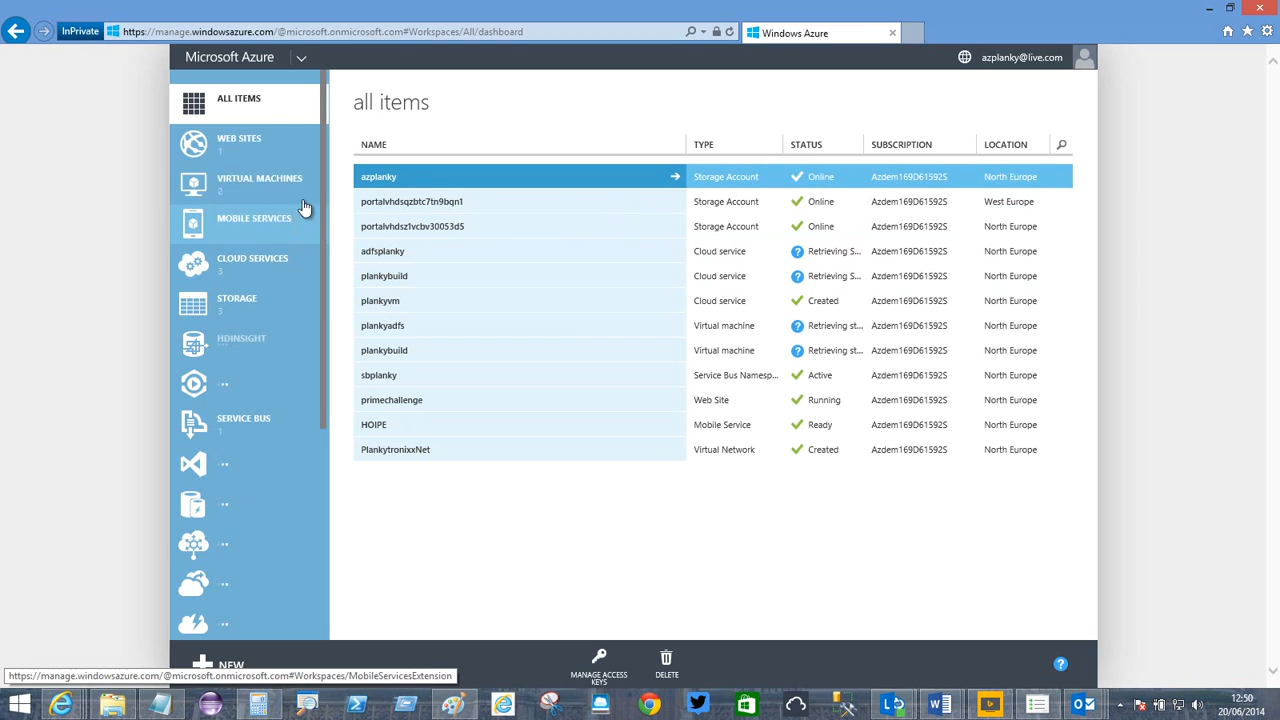 InPrivate
https://manage.windowsazure.com/@microsoft.onmicrosoft.com#Workspaces/All/dashboard
Windows Azure
Microsoft Azure
azplanky@live.com
ALL ITEMS
WEB SITES
1
VIRTUAL MACHINES
2
MOBILE SERVICES
CLOUD SERVICES
3
STORAGE
3
HDINSIGHT
...
...
SERVICE BUS
1
...
...
...
...
...
all items
NAME TYPE STATUS SUBSCRIPTION LOCATION
azplanky Storage Account Online Azdem169D61592S North Europe
portalvhdsqzbtc7tn9bqn1 Storage Account Online Azdem169D61592S West Europe
portalvhdsz1vcbv30053d5 Storage Account Online Azdem169D61592S North Europe
adfsplanky Cloud service Retrieving S... Azdem169D61592S North Europe
plankybuild Cloud service Retrieving S... Azdem169D61592S North Europe
plankyvm Cloud service Created Azdem169D61592S North Europe
plankyadfs Virtual machine Retrieving st... Azdem169D61592S North Europe
plankybuild Virtual machine Retrieving st... Azdem169D61592S North Europe
sbplanky Service Bus Namesp... Active Azdem169D61592S North Europe
primechallenge Web Site Running Azdem169D61592S North Europe
HOIPE Mobile Service Ready Azdem169D61592S North Europe
PlankytronixxNet Virtual Network Created Azdem169D61592S North Europe
NEW
MANAGE ACCESS
KEYS
DELETE
?
https://manage.windowsazure.com/@microsoft.onmicrosoft.com#Workspaces/MobileServicesExtension
12:50
20/06/2014